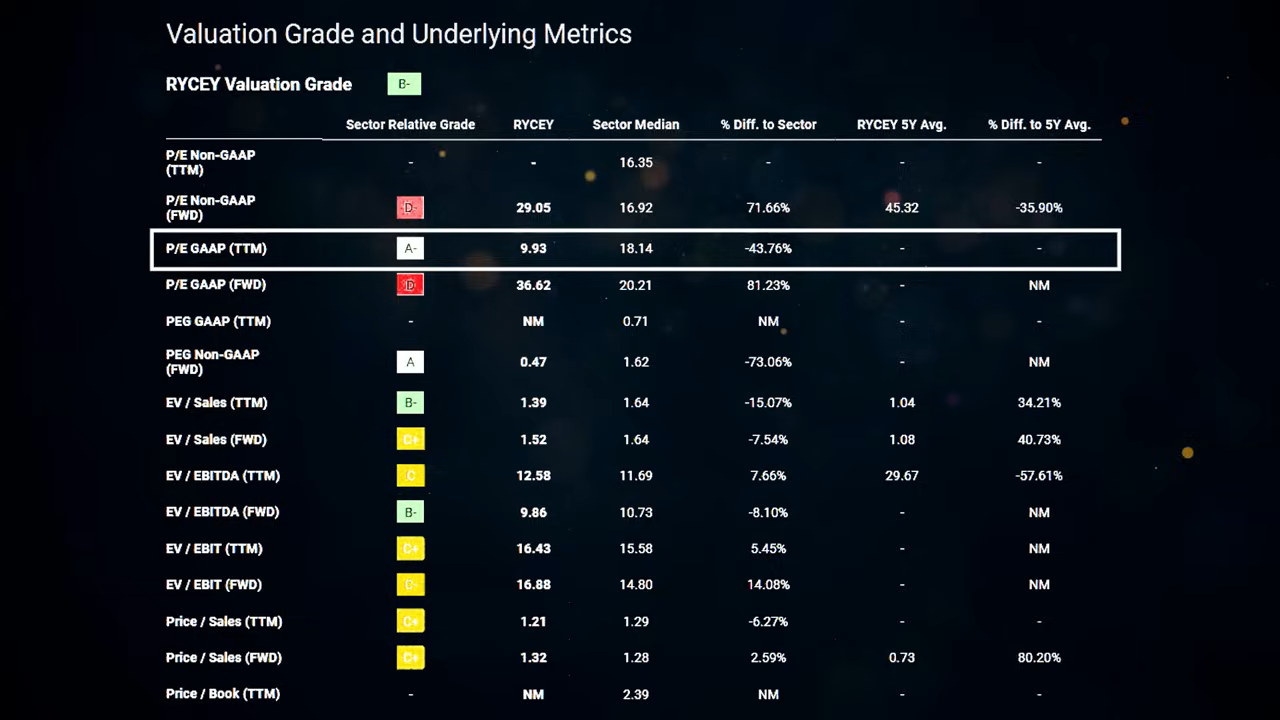 Valuation Grade and Underlying Metrics
RYCEY Valuation Grade B-
Sector Relative Grade RYCEY Sector Median % Diff. to Sector RYCEY 5Y Avg. % Diff. to 5Y Avg.
P/E Non-GAAP
(TTM) - - 16.35 - - -
P/E Non-GAAP
(FWD) D- 29.05 16.92 71.66% 45.32 -35.90%
P/E GAAP (TTM) A- 9.93 18.14 -43.76% - -
P/E GAAP (FWD) D 36.62 20.21 81.23% - NM
PEG GAAP (TTM) - NM 0.71 NM - -
PEG Non-GAAP
(FWD) A 0.47 1.62 -73.06% - NM
EV / Sales (TTM) B- 1.39 1.64 -15.07% 1.04 34.21%
EV / Sales (FWD) C+ 1.52 1.64 -7.54% 1.08 40.73%
EV / EBITDA (TTM) C 12.58 11.69 7.66% 29.67 -57.61%
EV / EBITDA (FWD) B- 9.86 10.73 -8.10% - NM
EV / EBIT (TTM) C+ 16.43 15.58 5.45% - NM
EV / EBIT (FWD) 16.88 14.80 14.08% - NM
Price / Sales (TTM) C+ 1.21 1.29 -6.27% - -
Price / Sales (FWD) C+ 1.32 1.28 2.59% 0.73 80.20%
Price / Book (TTM) - NM 2.39 NM - -